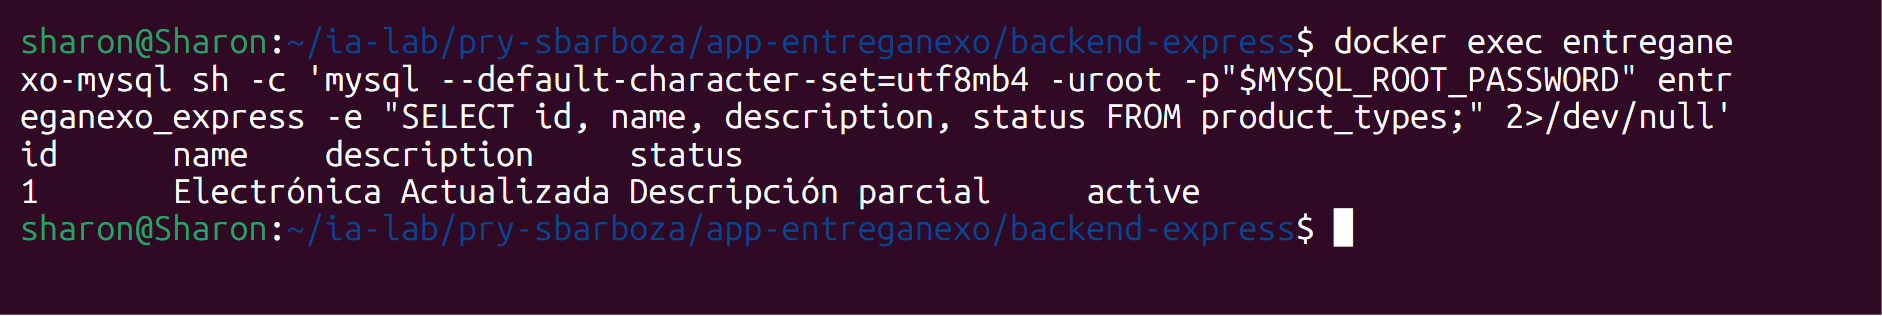 sharon@Sharon:~/ia-lab/pry-sbarboza/app-entreganexo/backend-express$ docker exec entregane
xo-mysql sh -c 'mysql --default-character-set=utf8mb4 -uroot -p"$MYSQL_ROOT_PASSWORD" entr
eganexo_express -e "SELECT id, name, description, status FROM product_types;" 2>/dev/null'
id	name	description	status
1	Electrónica Actualizada	Descripción parcial	active
sharon@Sharon:~/ia-lab/pry-sbarboza/app-entreganexo/backend-express$